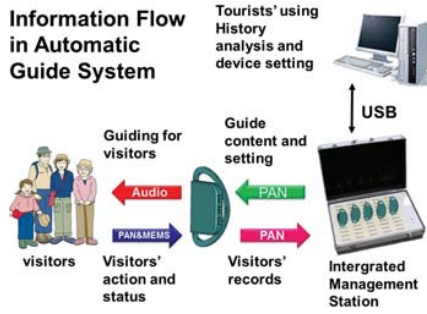 Information Flow
in Automatic
Guide System
Tourists' using
History
analysis and
device setting
USB
Guiding for
visitors
Guide
content and
setting
Audio
PAN
PAN&MEMS
PAN
visitors
Visitors'
action and
status
Visitors'
records
Intergrated
Management
Station